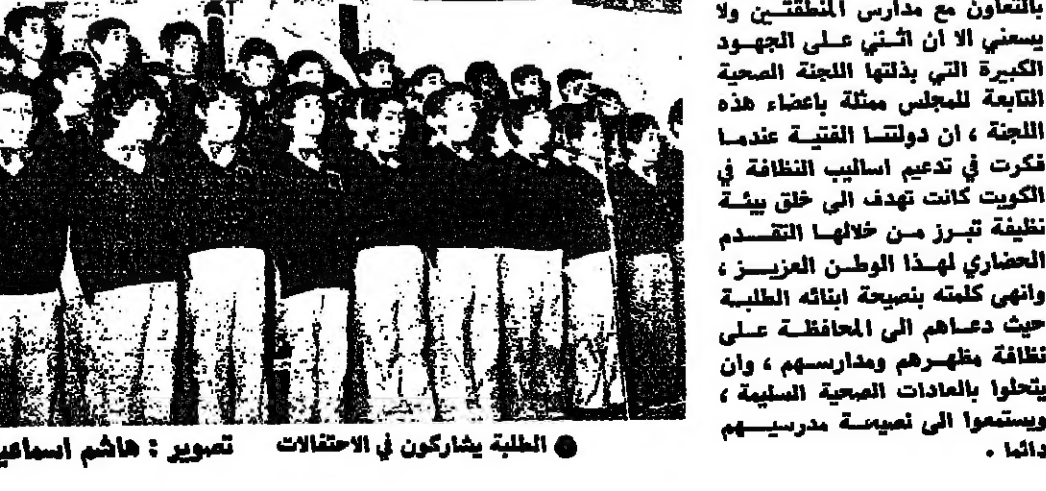 بالتعاون مع مدارس المنطقتين ولا
يسعني الا ان اثني على الجهود
الكبيرة التي بذلتها اللجنة الصحية
التابعة للمجلس ممثلة باعضاء هذه
اللجنة ، ان دولتنا الفتية عندما
فكرت في تدعيم اساليب النظافة في
الكويت كانت تهدف الى خلق بيئة
نظيفة تبرز من خلالها التقدم
الحضاري لهذا الوطن العزيز ،
وانهى كلمته بنصيحة ابنائه الطلبة
حيث دعاهم الى المحافظة على
نظافة مظهرهم ومدارسهم ، وان
يتحلوا بالعادات الصحية السليمة ،
ويستمعوا الى نصيحة مدرسيهم
دائما .
الطلبة يشاركون في الاحتفالات تصوير : هاشم اسماعي